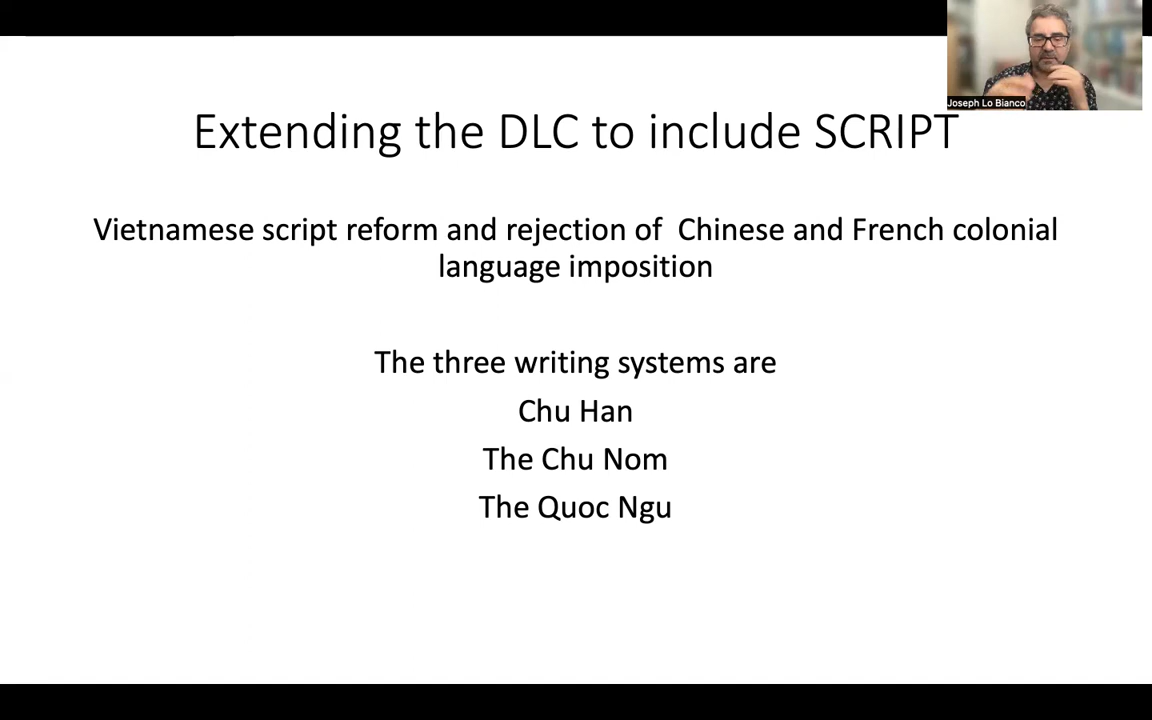 Joseph Lo Bianco
Extending the DLC to include SCRIPT
Vietnamese script reform and rejection of  Chinese and French colonial
language imposition
The three writing systems are
Chu Han
The Chu Nom
The Quoc Ngu